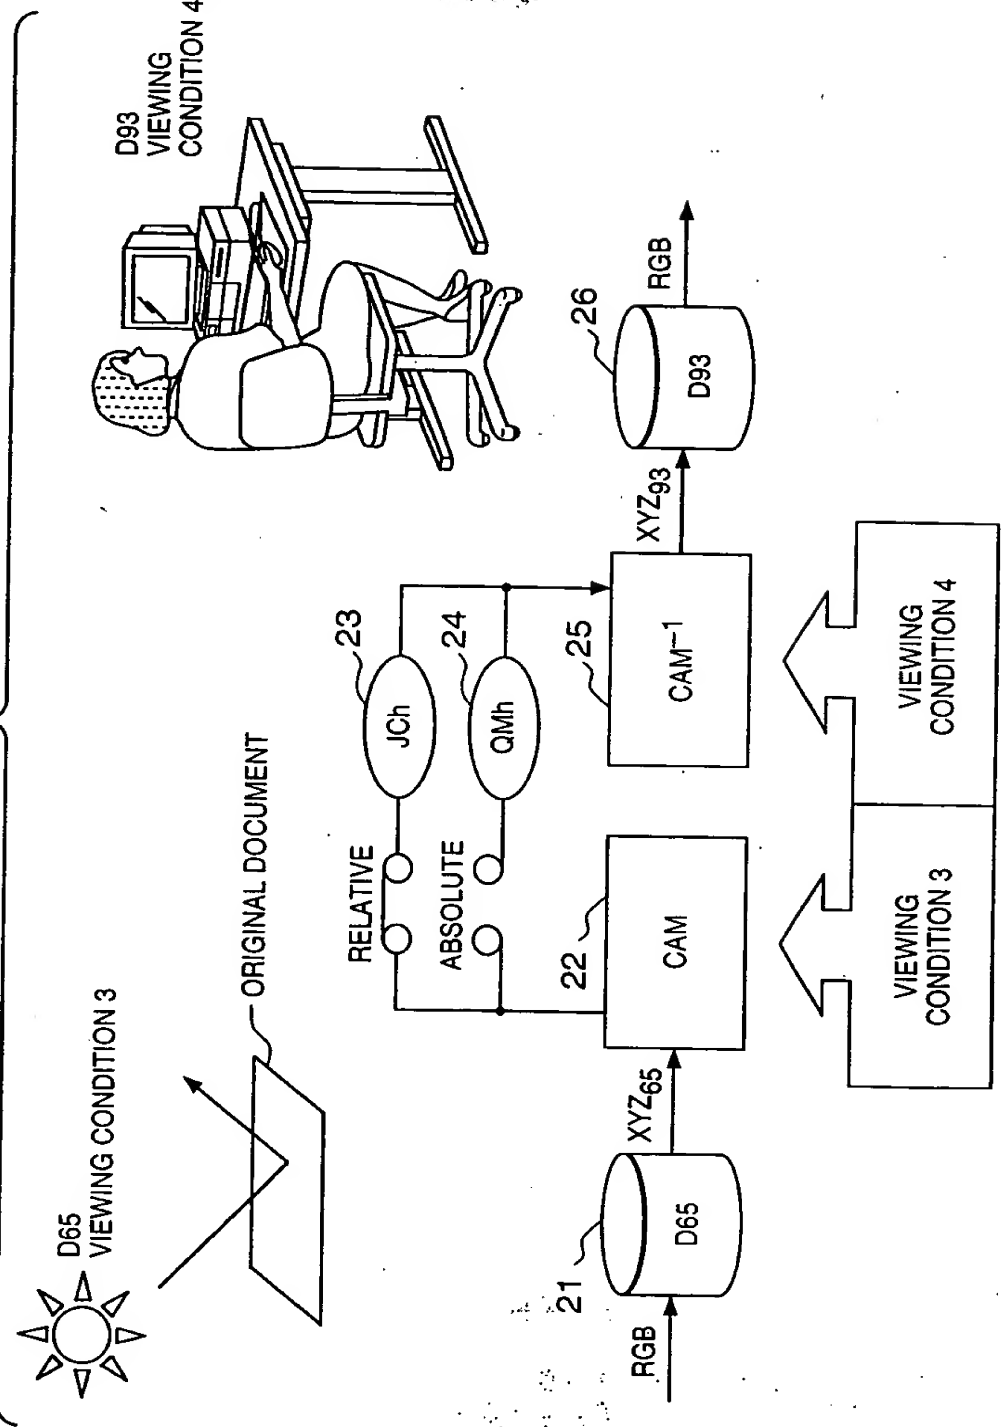 D65
VIEWING CONDITION 3
ORIGINAL DOCUMENT
D93
VIEWING
CONDITION 4
RELATIVE
JCh
23
ABSOLUTE
QMh
24
RGB
21
D65
XYZ65
22
CAM
25
CAM-1
XYZ93
26
D93
RGB
VIEWING
CONDITION 3
VIEWING
CONDITION 4